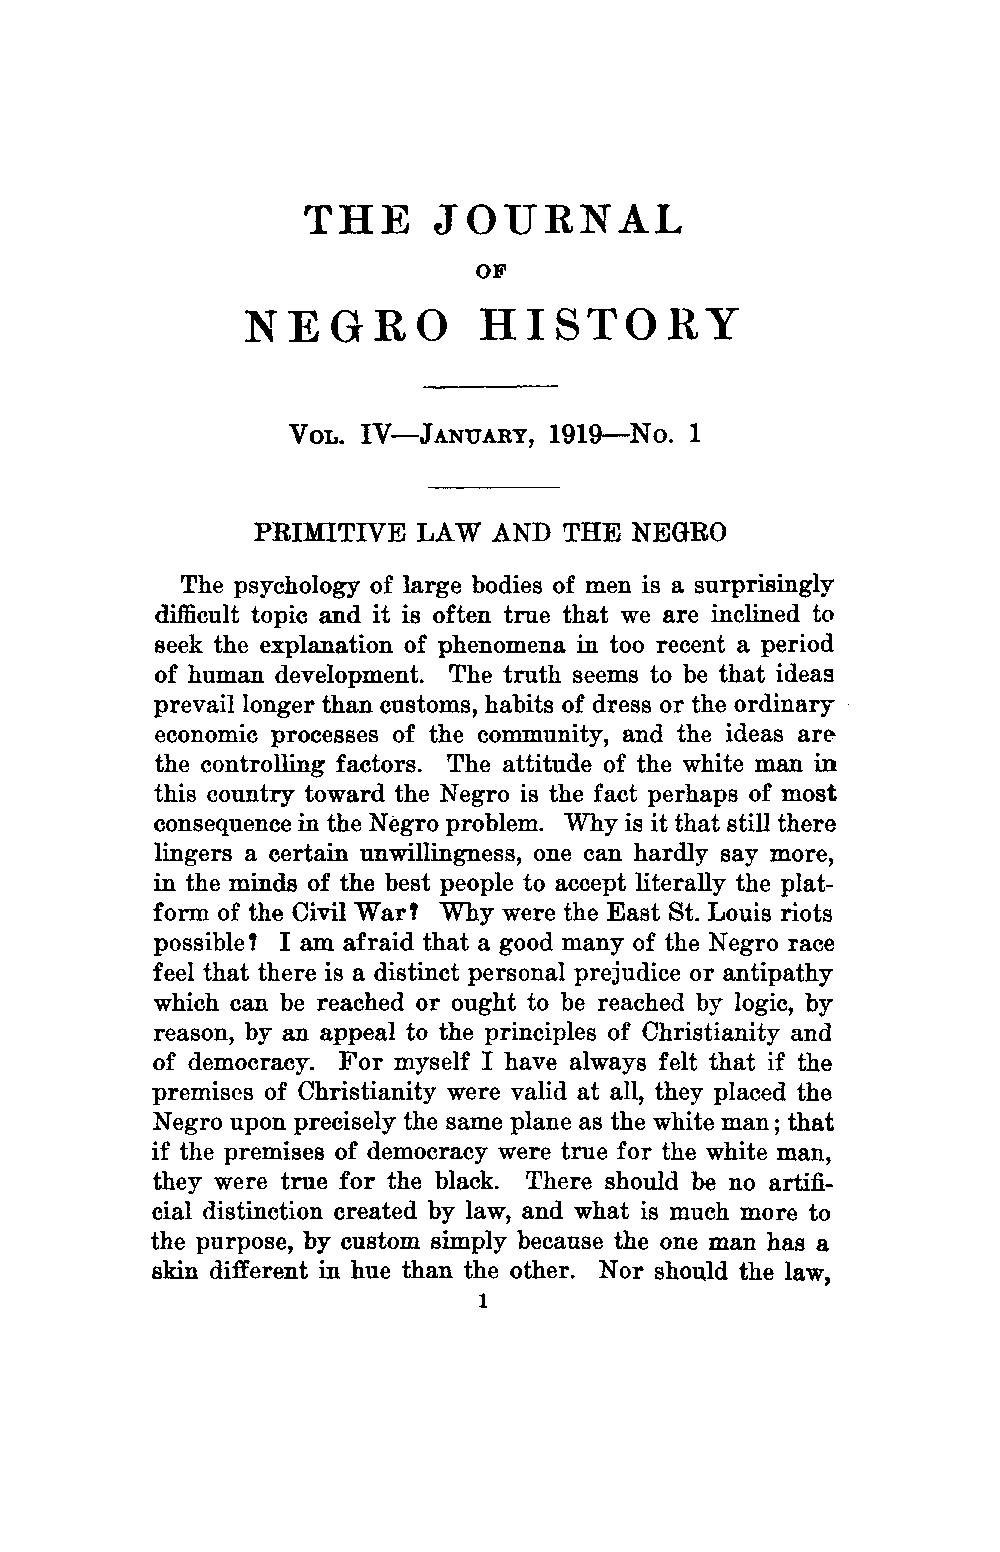 THE JOURNAL
OF
NEGRO HISTORY
VOL. IV—JANUARY, 1919—NO. 1
PRIMITIVE LAW AND THE NEGRO
The psychology of large bodies of men is a surprisingly
difficult topic and it is often true that we are inclined to
seek the explanation of phenomena in too recent a period
of human development. The truth seems to be that ideas
prevail longer than customs, habits of dress or the ordinary
economic processes of the community, and the ideas are
the controlling factors. The attitude of the white man in
this country toward the Negro is the fact perhaps of most
consequence in the Negro problem. Why is it that still there
lingers a certain unwillingness, one can hardly say more,
in the minds of the best people to accept literally the plat-
form of the Civil War? Why were the East St. Louis riots
possible? I am afraid that a good many of the Negro race
feel that there is a distinct personal prejudice or antipathy
which can be reached or ought to be reached by logic, by
reason, by an appeal to the principles of Christianity and
of democracy. For myself I have always felt that if the
premises of Christianity were valid at all, they placed the
Negro upon precisely the same plane as the white man; that
if the premises of democracy were true for the white man,
they were true for the black. There should be no artifi-
cial distinction created by law, and what is much more to
the purpose, by custom simply because the one man has a
skin different in hue than the other. Nor should the law,
1